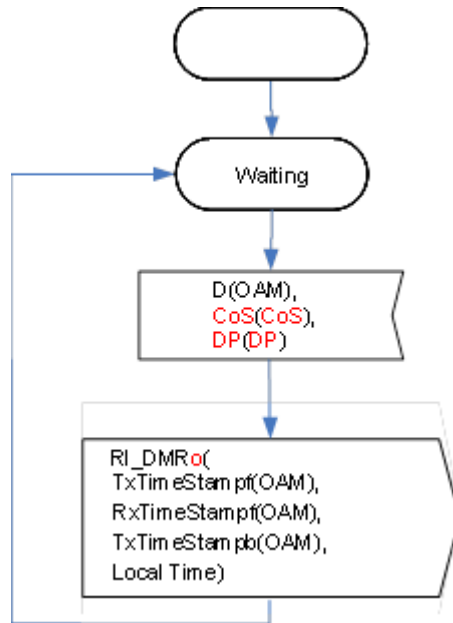 Waiting
D(OAM),
CoS(CoS),
DP(DP)
RI_DMRo(
TxTimeStampf(OAM),
RxTimeStampf(OAM),
TxTimeStampb(OAM),
Local Time)